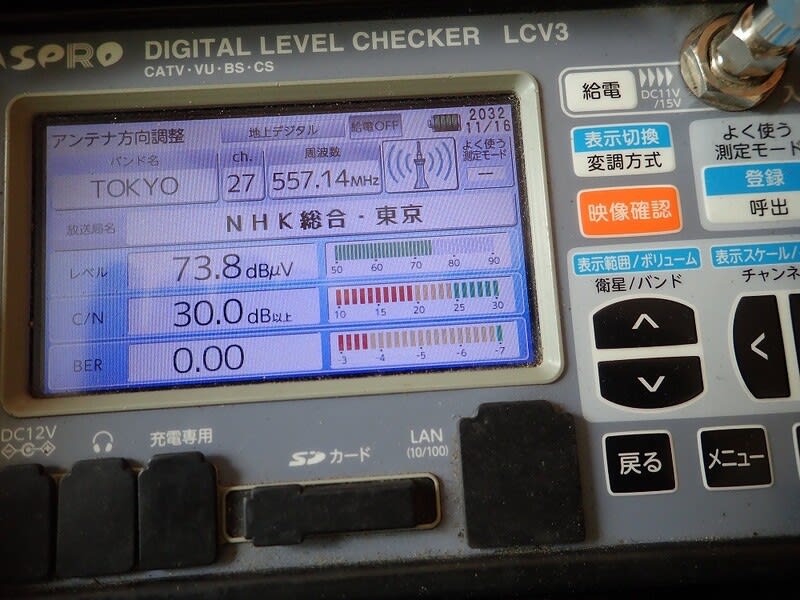 ASPRO DIGITAL LEVEL CHECKER LCV3
CATV・VU・BS・CS
アンテナ方向調整 地上デジタル 給電OFF 2032 11/16
バンド名 ch. 周波数 よく使う 測定モード
TOKYO 27 557.14MHz ー
放送局名 NHK総合・東京
レベル 73.8dBμV 50 60 70 80 90
C/N 30.0dB以上 10 15 20 25 30
BER 0.00 -3 -4 -5 -6 -7
給電 DC11V /15V 入
表示切換
変調方式
よく使う
測定モード
登録
呼出
映像確認
表示範囲/ボリューム 表示スケール/
衛星/バンド チャンネ
戻る メニュー
DC12V 充電専用 SDカード LAN
(10/100)